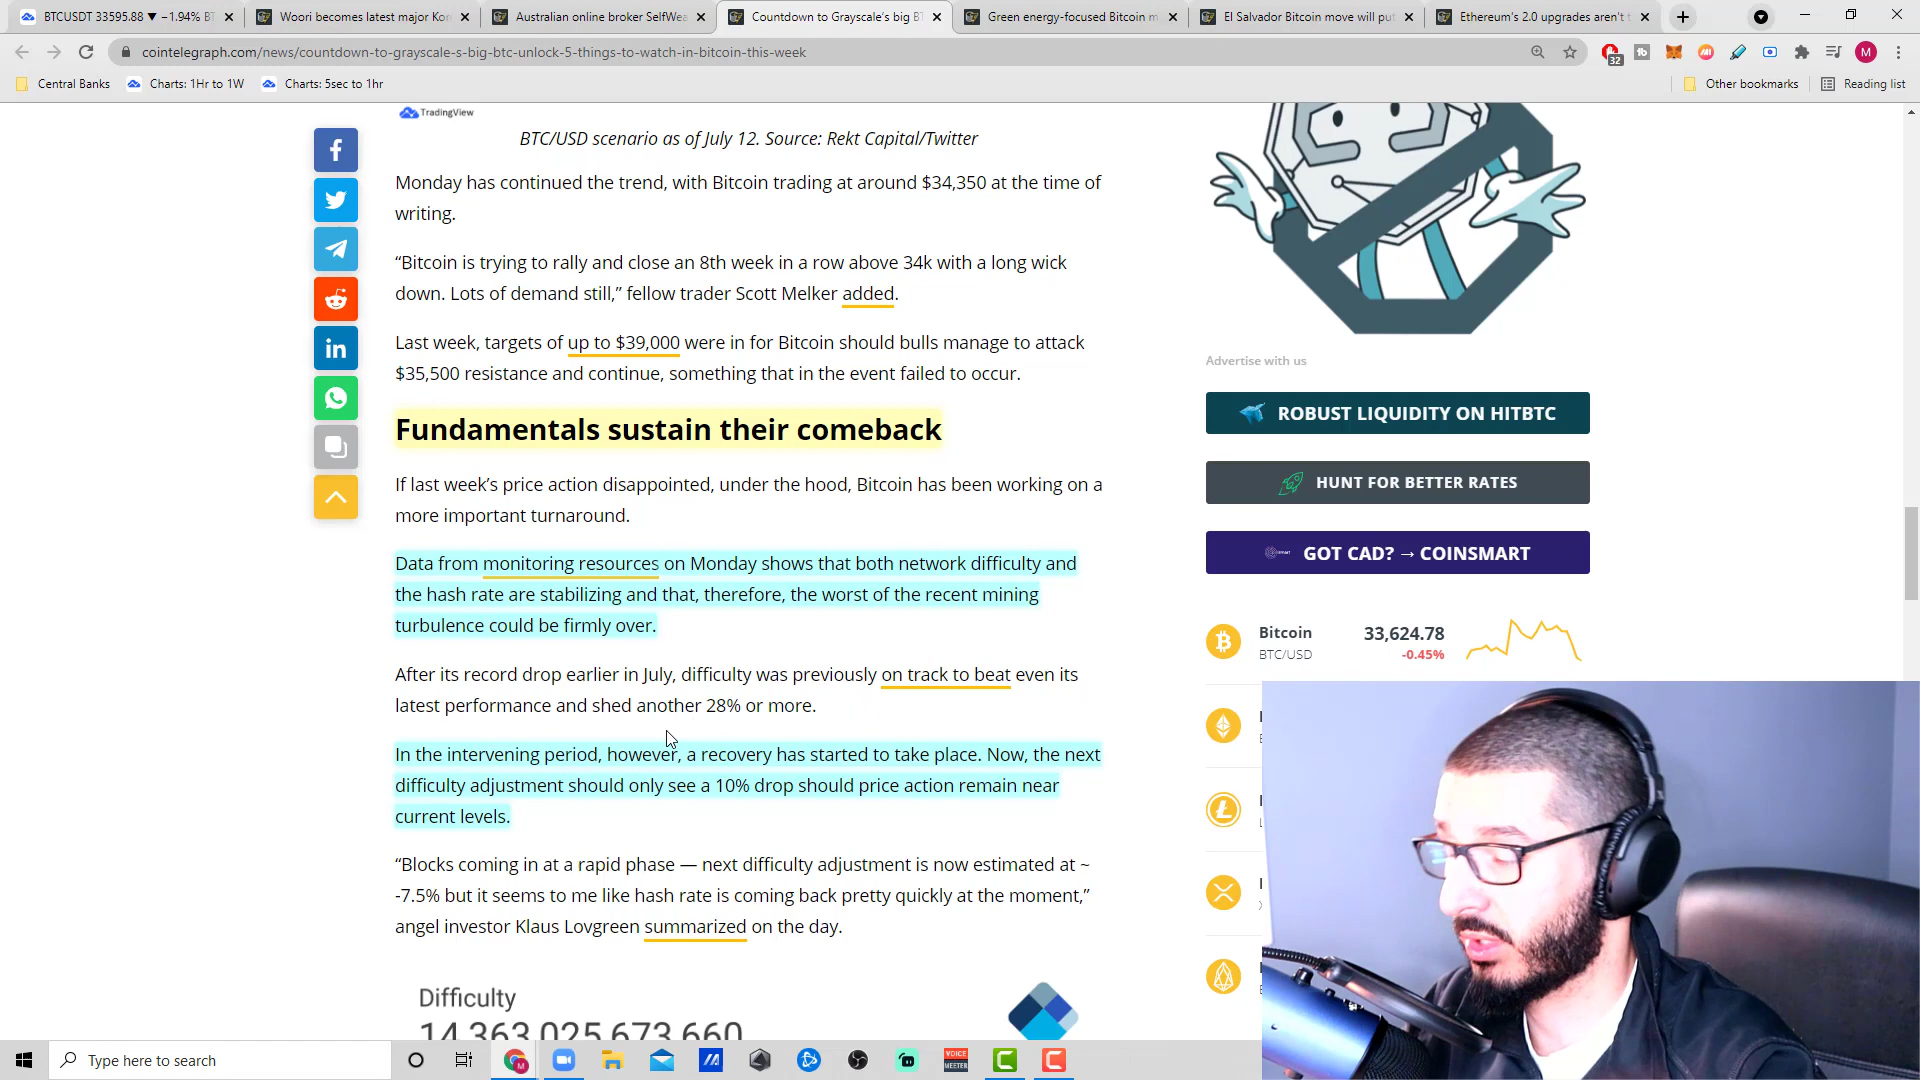 BTCUSDT 33595.88 ▼ −1.94% BT
Woori becomes latest major Kor
Australian online broker SelfWea
Countdown to Grayscale's big BT
Green energy-focused Bitcoin m
El Salvador Bitcoin move will put
Ethereum's 2.0 upgrades aren't t
cointelegraph.com/news/countdown-to-grayscale-s-big-btc-unlock-5-things-to-watch-in-bitcoin-this-week
32
M
Central Banks
Charts: 1Hr to 1W
Charts: 5sec to 1hr
Other bookmarks
Reading list
TradingView
BTC/USD scenario as of July 12. Source: Rekt Capital/Twitter
Monday has continued the trend, with Bitcoin trading at around $34,350 at the time of
writing.
“Bitcoin is trying to rally and close an 8th week in a row above 34k with a long wick
down. Lots of demand still,” fellow trader Scott Melker added.
Last week, targets of up to $39,000 were in for Bitcoin should bulls manage to attack
$35,500 resistance and continue, something that in the event failed to occur.
Fundamentals sustain their comeback
If last week’s price action disappointed, under the hood, Bitcoin has been working on a
more important turnaround.
Data from monitoring resources on Monday shows that both network difficulty and
the hash rate are stabilizing and that, therefore, the worst of the recent mining
turbulence could be firmly over.
After its record drop earlier in July, difficulty was previously on track to beat even its
latest performance and shed another 28% or more.
In the intervening period, however, a recovery has started to take place. Now, the next
difficulty adjustment should only see a 10% drop should price action remain near
current levels.
“Blocks coming in at a rapid phase — next difficulty adjustment is now estimated at ~
-7.5% but it seems to me like hash rate is coming back pretty quickly at the moment,”
angel investor Klaus Lovgreen summarized on the day.
Difficulty
14,363,025,673,660
Advertise with us
ROBUST LIQUIDITY ON HITBTC
HUNT FOR BETTER RATES
GOT CAD? → COINSMART
Bitcoin
33,624.78
BTC/USD
-0.45%
Type here to search
VOICE
MEETER